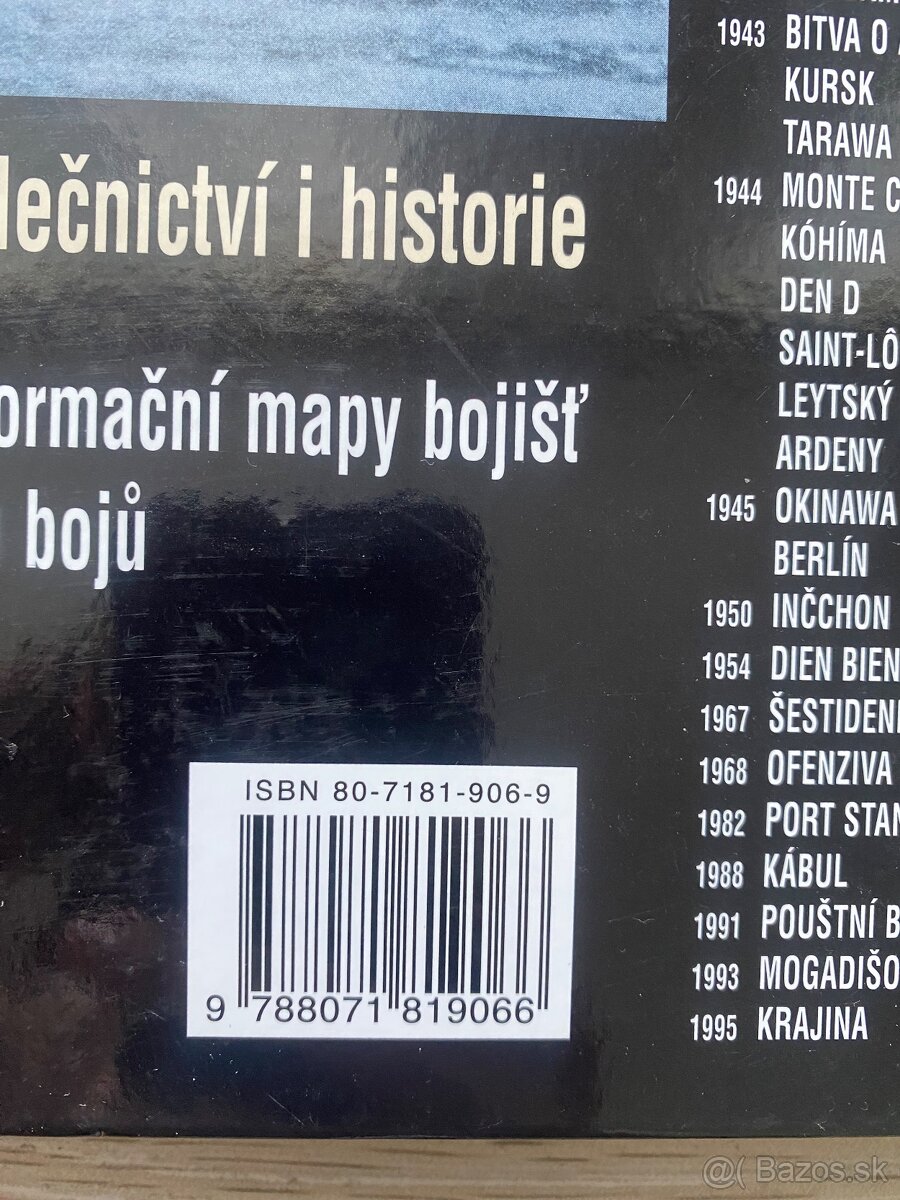 lečnictví i historie
ormační mapy bojišť
bojů
1943 BITVA O
KURSK
TARAWA
1944 MONTE C
KÓHÍMA
DEN D
SAINT-LÔ
LEYTSKÝ
ARDENY
1945 OKINAWA
BERLÍN
1950 INČCHON
1954 DIEN BIEN
1967 ŠESTIDEN
1968 OFENZIVA
1982 PORT STAN
1988 KÁBUL
1991 POUŠTNÍ B
1993 MOGADIŠO
1995 KRAJINA
ISBN 80-7181-906-9
9 788071 819066
@( Bazos.sk